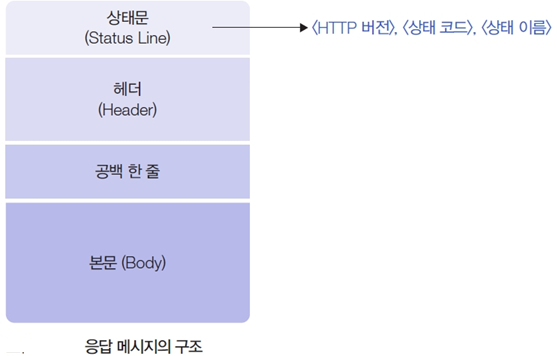 상태문
(Status Line)
〈HTTP 버전〉, 〈상태 코드〉, 〈상태 이름〉
헤더
(Header)
공백 한 줄
본문 (Body)
응답 메시지의 구조